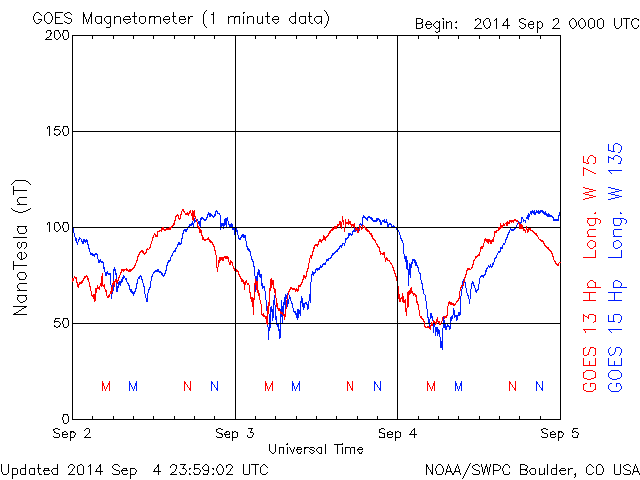 GOES Magnetometer (1 minute data)
Begin: 2014 Sep 2 0000 UTC
200
150
100
50
0
NanoTesla (nT)
M M N N M M N N M M N N
Sep 2 Sep 3 Sep 4 Sep 5
Universal Time
GOES 13 Hp Long. W 75
GOES 15 Hp Long. W 135
Updated 2014 Sep 4 23:59:02 UTC
NOAA/SWPC Boulder, CO USA